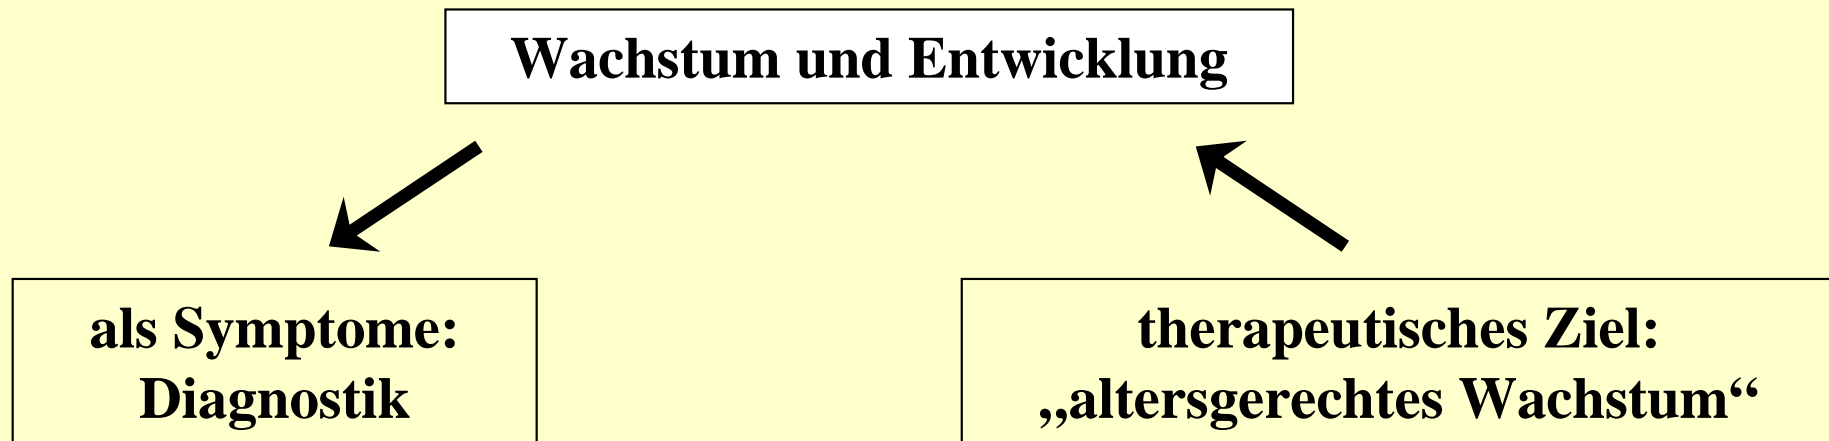 Wachstum und Entwicklung
als Symptome:
Diagnostik
therapeutisches Ziel:
„altersgerechtes Wachstum“